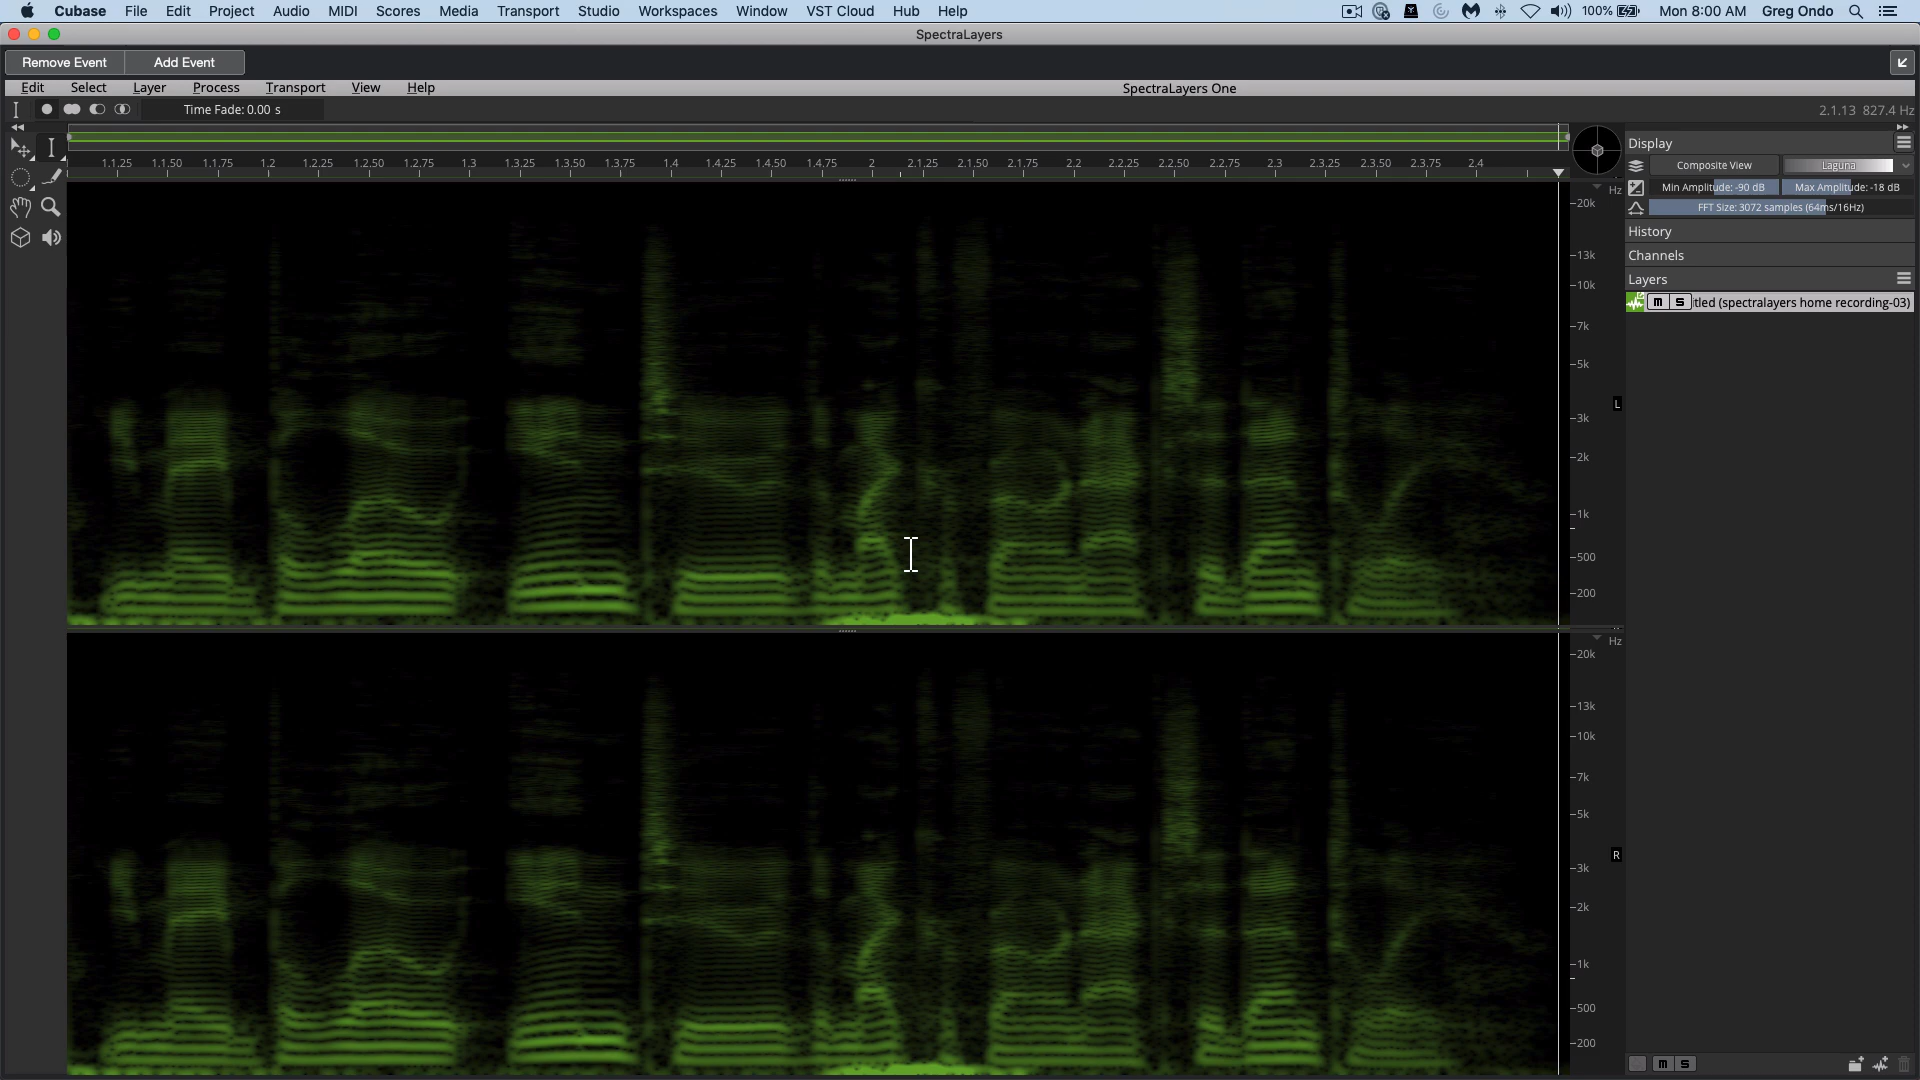 Cubase File Edit Project Audio MIDI Scores Media Transport Studio Workspaces Window VST Cloud Hub Help 100% Mon 8:00 AM Greg Ondo
SpectraLayers
Remove Event Add Event
Edit Select Layer Process Transport View Help SpectraLayers One
Time Fade: 0.00 s 2.1.13 827.4 Hz
1.1.25 1.1.50 1.1.75 1.2 1.2.25 1.2.50 1.2.75 1.3 1.3.25 1.3.50 1.3.75 1.4 1.4.25 1.4.50 1.4.75 2 2.1.25 2.1.50 2.1.75 2.2 2.2.25 2.2.50 2.2.75 2.3 2.3.25 2.3.50 2.3.75 2.4
Hz
20k
13k
10k
7k
5k
3k
2k
1k
500
200
L
Hz
20k
13k
10k
7k
5k
3k
2k
1k
500
200
R
Display
Composite View Laguna
Min Amplitude: -90 dB Max Amplitude: -18 dB
FFT Size: 3072 samples (64ms/16Hz)
History
Channels
Layers
m s tled (spectralayers home recording-03)
m s